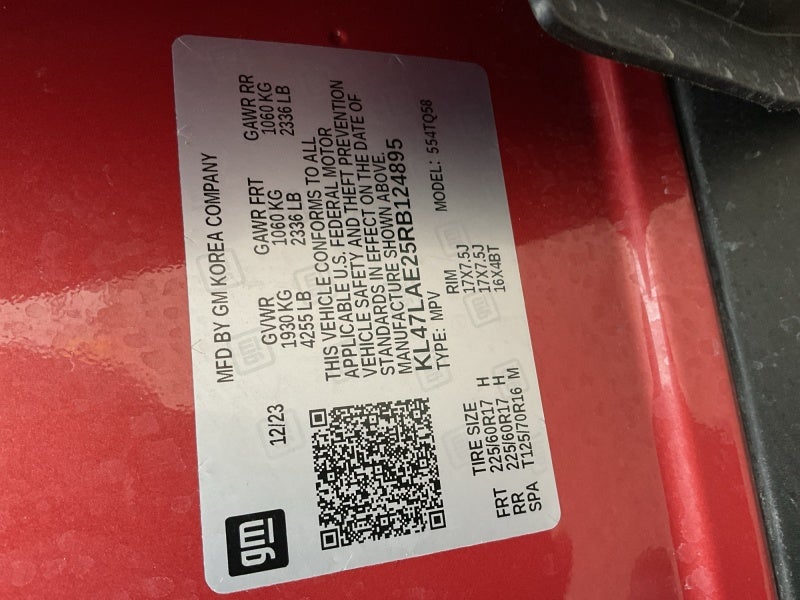 gm
12/23
MFD BY GM KOREA COMPANY
GVWR GAWR FRT GAWR RR
1930 KG 1060 KG 1060 KG
4255 LB 2336 LB 2336 LB
THIS VEHICLE CONFORMS TO ALL
APPLICABLE U.S. FEDERAL MOTOR
VEHICLE SAFETY AND THEFT PREVENTION
STANDARDS IN EFFECT ON THE DATE OF
MANUFACTURE SHOWN ABOVE.
KL47LAE25RB124895
TYPE: MPV MODEL: 554TQ58
TIRE SIZE RIM
FRT 225/60R17 H 17X7.5J
RR 225/60R17 H 17X7.5J
SPA T125/70R16 M 16X4BT